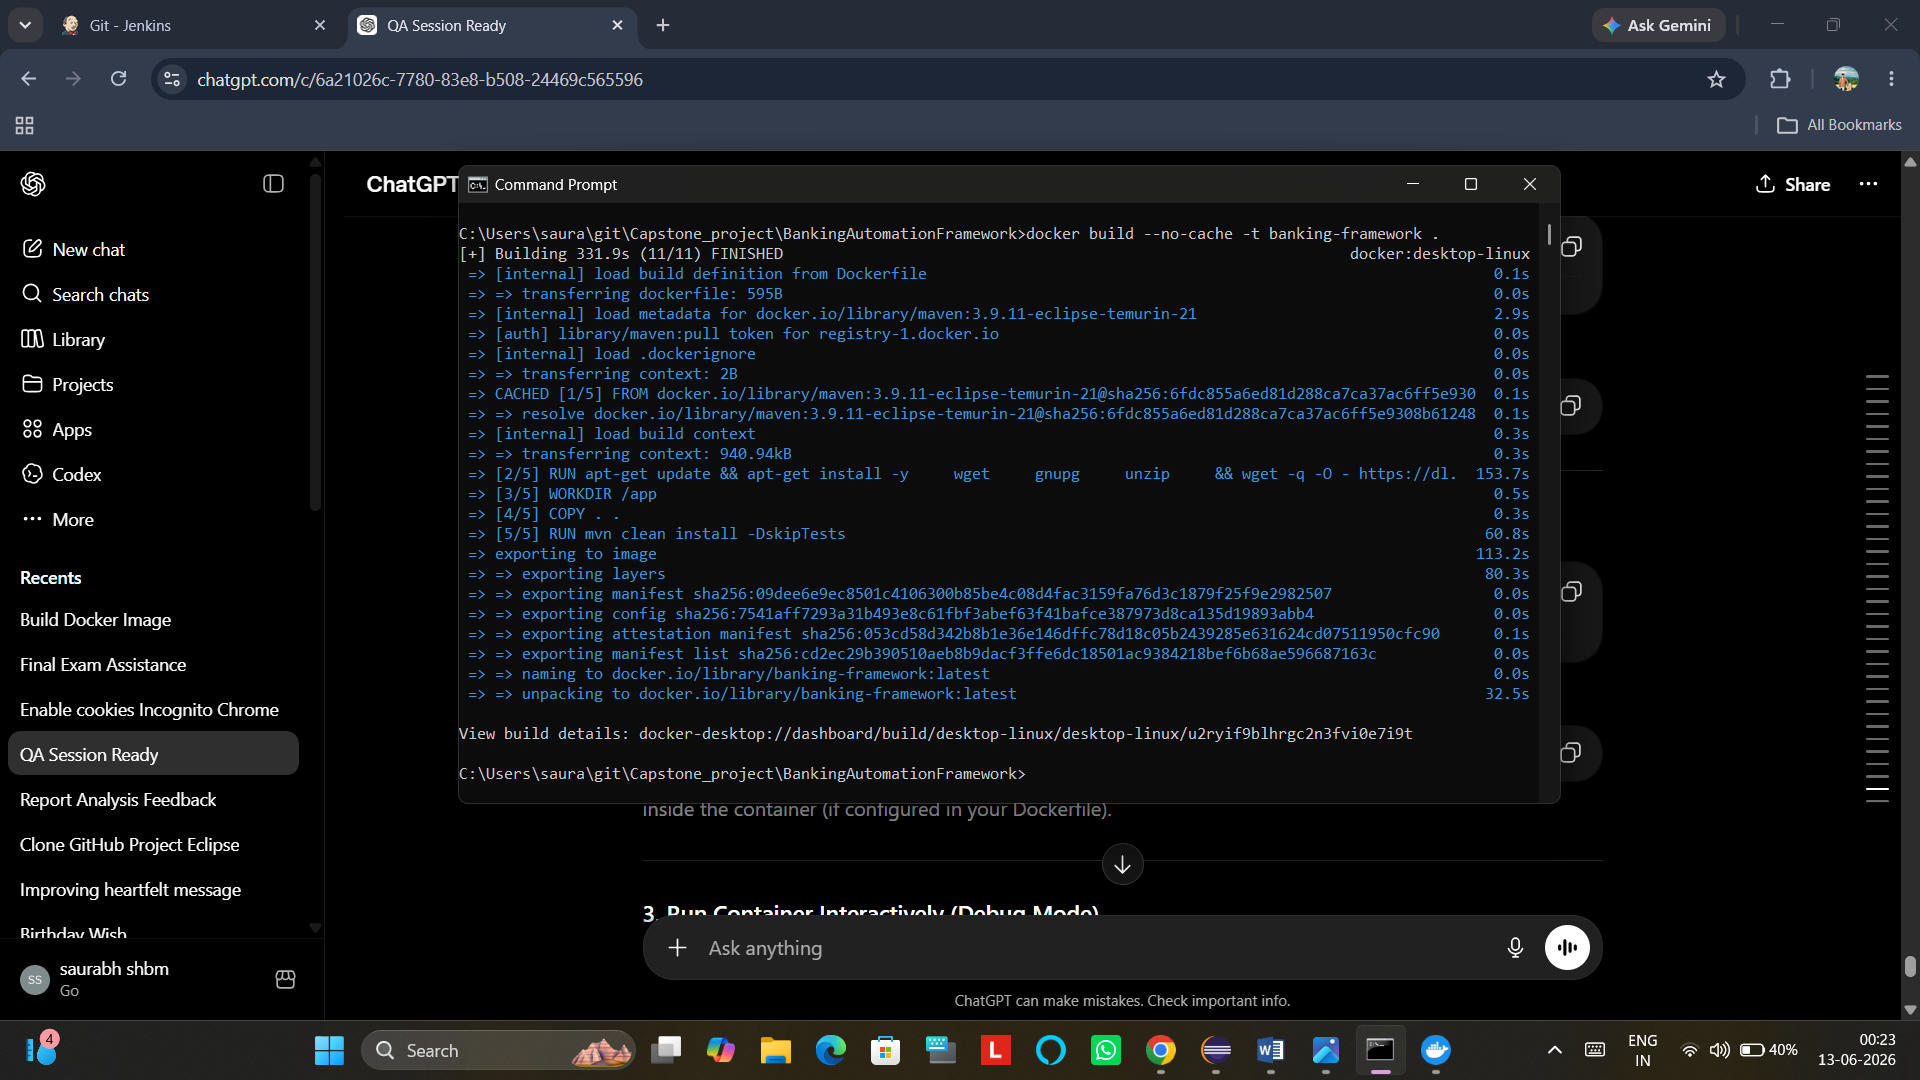 Git - Jenkins
QA Session Ready
Ask Gemini
chatgpt.com/c/6a21026c-7780-83e8-b508-24469c565596
All Bookmarks
ChatGPT
Share
New chat
Search chats
Library
Projects
Apps
Codex
More
Recents
Build Docker Image
Final Exam Assistance
Enable cookies Incognito Chrome
QA Session Ready
Report Analysis Feedback
Clone GitHub Project Eclipse
Improving heartfelt message
Birthday Wish
SS
saurabh shbm
Go
Command Prompt
C:\Users\saura\git\Capstone_project\BankingAutomationFramework>docker build --no-cache -t banking-framework .
[+] Building 331.9s (11/11) FINISHED docker:desktop-linux
=> [internal] load build definition from Dockerfile 0.1s
=> => transferring dockerfile: 595B 0.0s
=> [internal] load metadata for docker.io/library/maven:3.9.11-eclipse-temurin-21 2.9s
=> [auth] library/maven:pull token for registry-1.docker.io 0.0s
=> [internal] load .dockerignore 0.0s
=> => transferring context: 2B 0.0s
=> CACHED [1/5] FROM docker.io/library/maven:3.9.11-eclipse-temurin-21@sha256:6fdc855a6ed81d288ca7ca37ac6ff5e930 0.1s
=> => resolve docker.io/library/maven:3.9.11-eclipse-temurin-21@sha256:6fdc855a6ed81d288ca7ca37ac6ff5e9308b61248 0.1s
=> [internal] load build context 0.3s
=> => transferring context: 940.94kB 0.3s
=> [2/5] RUN apt-get update && apt-get install -y wget gnupg unzip && wget -q -O - https://dl. 153.7s
=> [3/5] WORKDIR /app 0.5s
=> [4/5] COPY . . 0.3s
=> [5/5] RUN mvn clean install -DskipTests 60.8s
=> exporting to image 113.2s
=> => exporting layers 80.3s
=> => exporting manifest sha256:09dee6e9ec8501c4106300b85be4c08d4fac3159fa76d3c1879f25f9e2982507 0.0s
=> => exporting config sha256:7541aff7293a31b493e8c61fbf3abef63f41bafce387973d8ca135d19893abb4 0.0s
=> => exporting attestation manifest sha256:053cd58d342b8b1e36e146dffc78d18c05b2439285e631624cd07511950cfc90 0.1s
=> => exporting manifest list sha256:cd2ec29b390510aeb8b9dacf3ffe6dc18501ac9384218bef6b68ae596687163c 0.0s
=> => naming to docker.io/library/banking-framework:latest 0.0s
=> => unpacking to docker.io/library/banking-framework:latest 32.5s
View build details: docker-desktop://dashboard/build/desktop-linux/desktop-linux/u2ryif9blhrgc2n3fvi0e7i9t
C:\Users\saura\git\Capstone_project\BankingAutomationFramework>
inside the container (if configured in your Dockerfile).
3. Run Container Interactively (Debug Mode)
Ask anything
ChatGPT can make mistakes. Check important info.
4
Search
L
ENG
IN
40%
00:23
13-06-2026